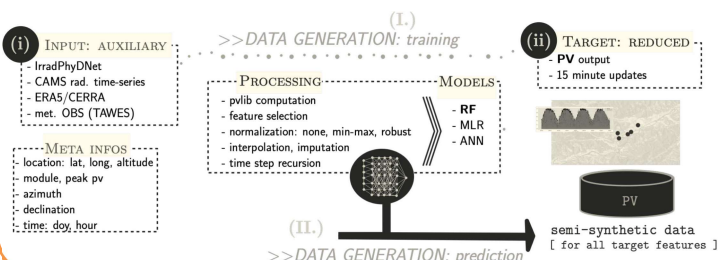 (I.)
>>DATA GENERATION: training
(i) INPUT: AUXILIARY
- IrradPhyDNet
- CAMS rad. time-series
- ERA5/CERRA
- met. OBS (TAWES)
META INFOS
- location: lat, long, altitude
- module, peak pv
- azimuth
- declination
- time: doy, hour
PROCESSING
- pvlib computation
- feature selection
- normalization: none, min-max, robust
- interpolation, imputation
- time step recursion
MODELS
- RF
- MLR
- ANN
(ii) TARGET: REDUCED
- PV output
- 15 minute updates
PV
semi-synthetic data
[ for all target features ]
(II.)
>>DATA GENERATION: prediction